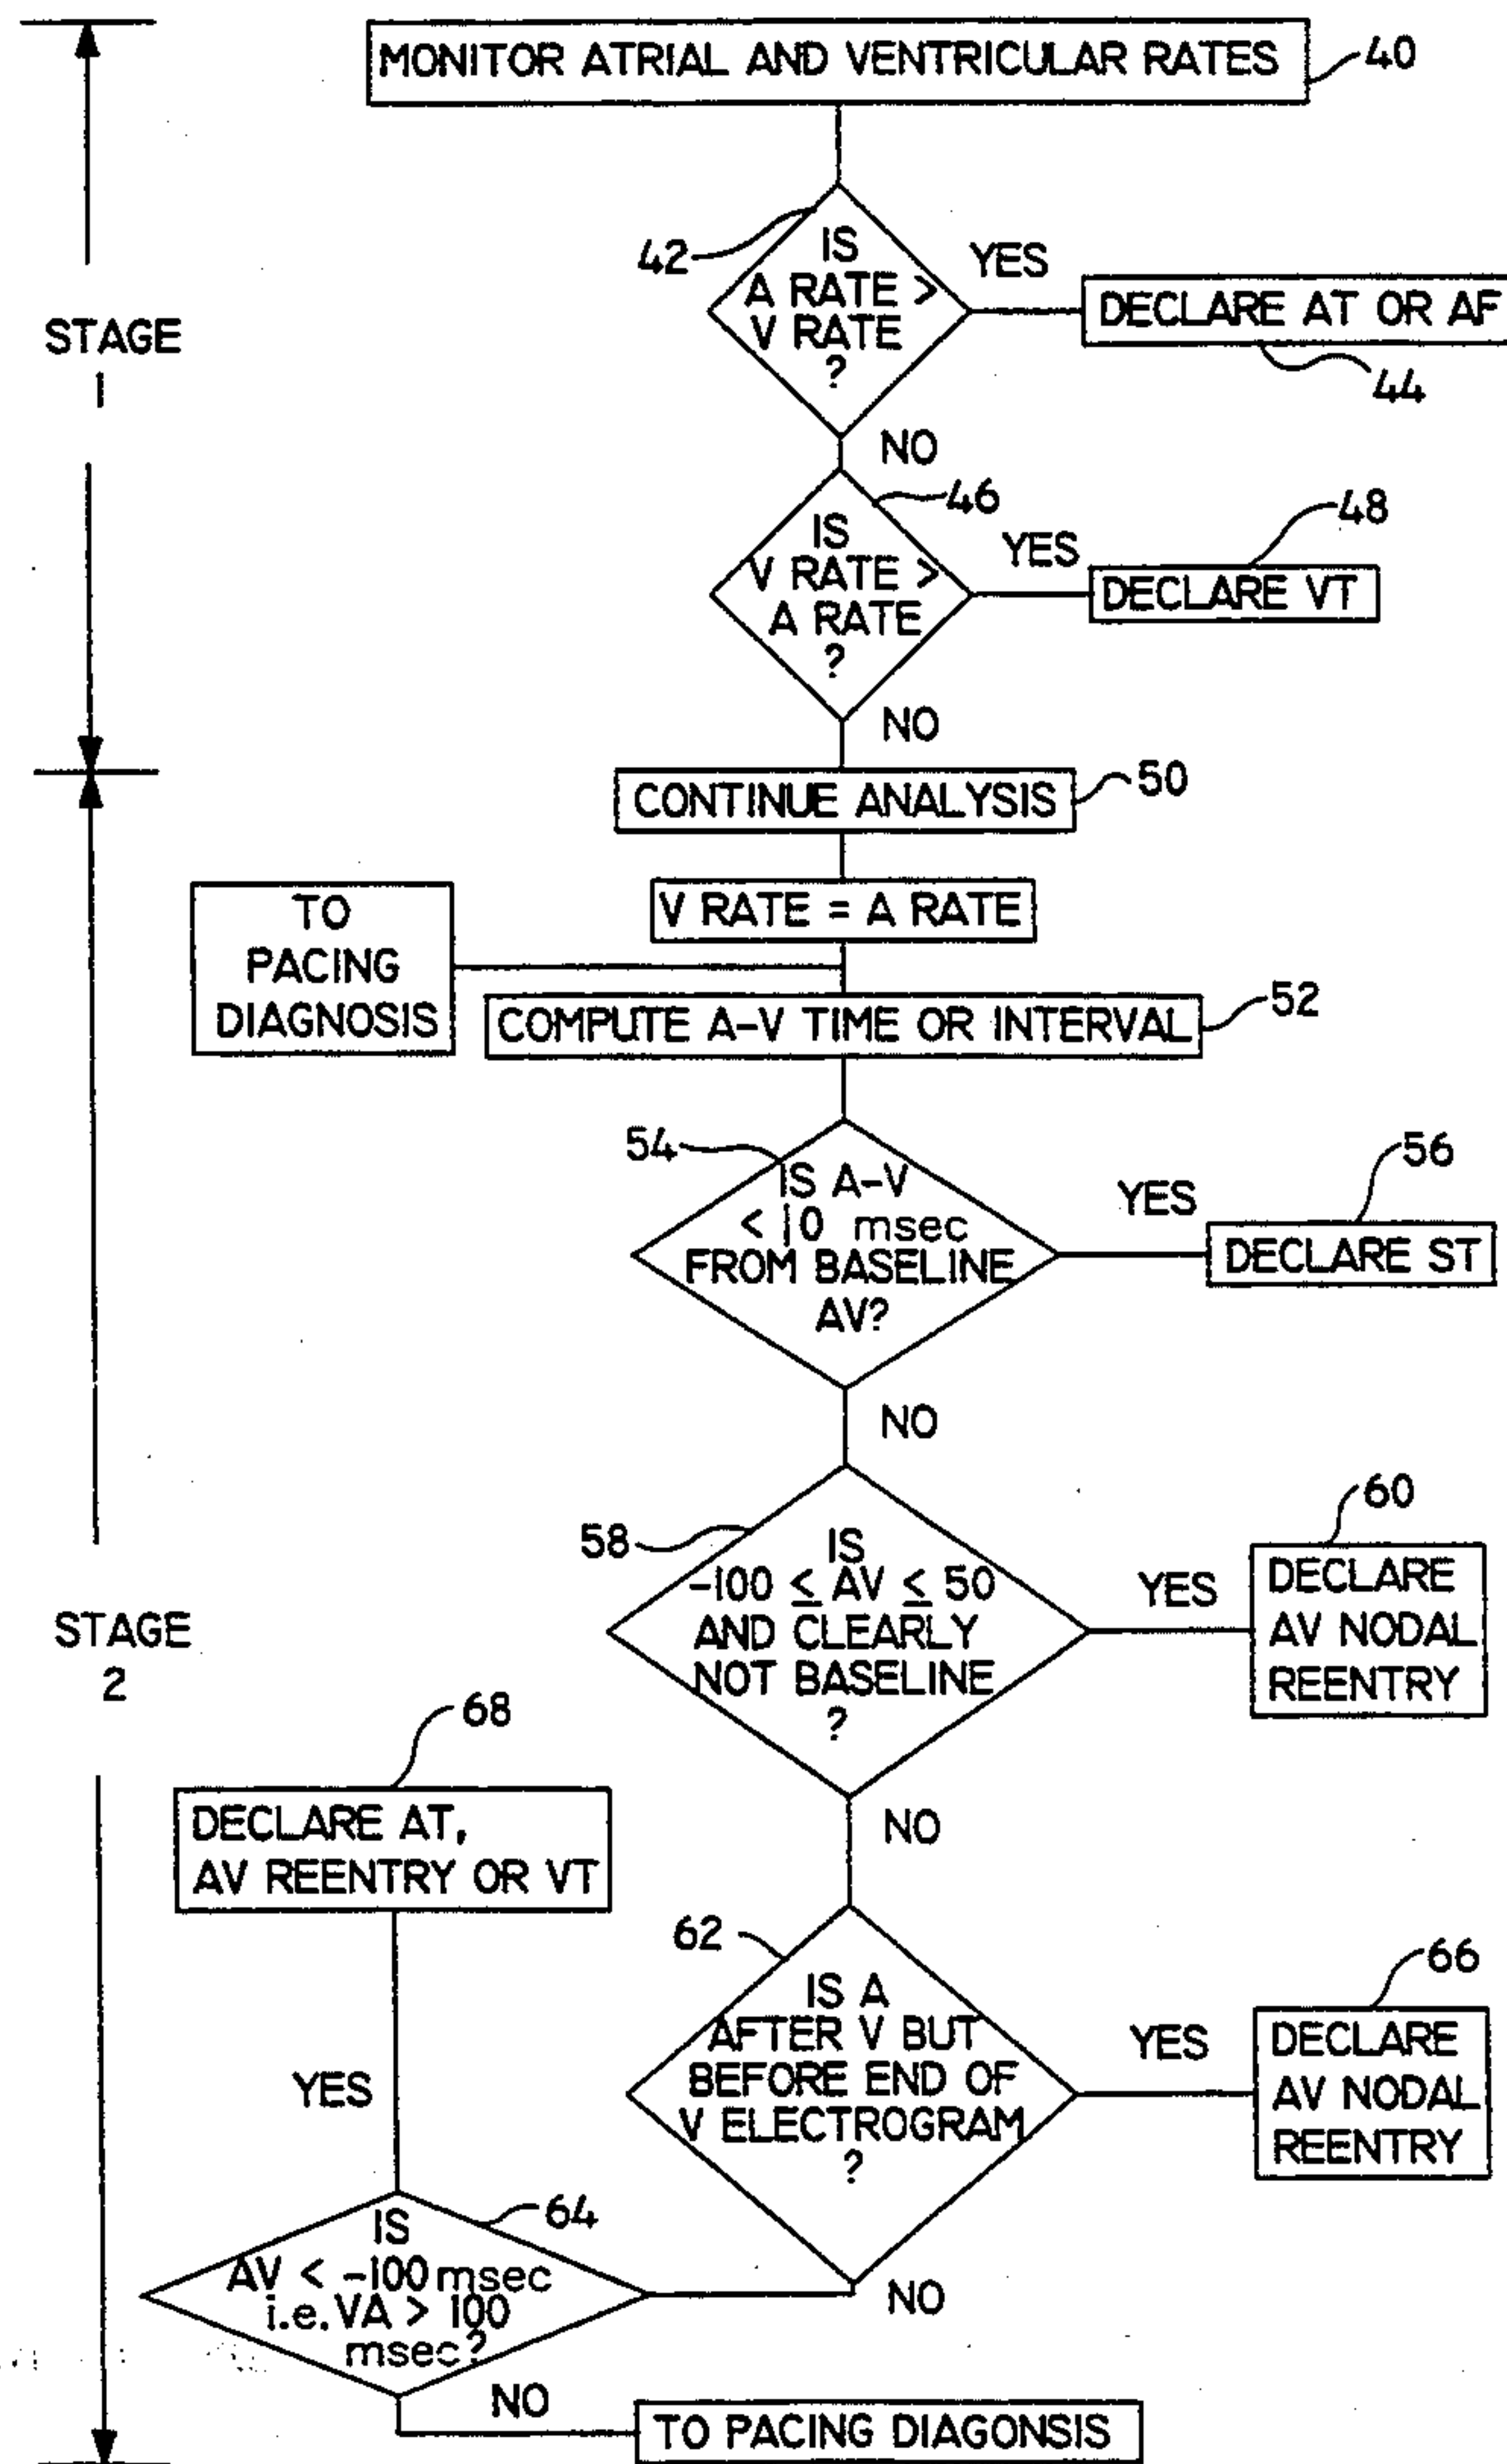 MONITOR ATRIAL AND VENTRICULAR RATES
40
42
IS
A RATE >
V RATE
?
YES
DECLARE AT OR AF
44
STAGE
1
NO
46
IS
V RATE >
A RATE
?
YES
48
DECLARE VT
NO
CONTINUE ANALYSIS
50
V RATE = A RATE
TO
PACING
DIAGNOSIS
COMPUTE A-V TIME OR INTERVAL
52
54
IS A-V
< 10 msec
FROM BASELINE
AV?
YES
56
DECLARE ST
NO
58
IS
-100 ≤ AV ≤ 50
AND CLEARLY
NOT BASELINE
?
YES
60
DECLARE
AV NODAL
REENTRY
STAGE
2
NO
68
DECLARE AT,
AV REENTRY OR VT
62
IS A
AFTER V BUT
BEFORE END OF
V ELECTROGRAM
?
YES
66
DECLARE
AV NODAL
REENTRY
YES
NO
64
IS
AV < -100 msec
i.e. VA > 100
msec?
NO
TO PACING DIAGONSIS